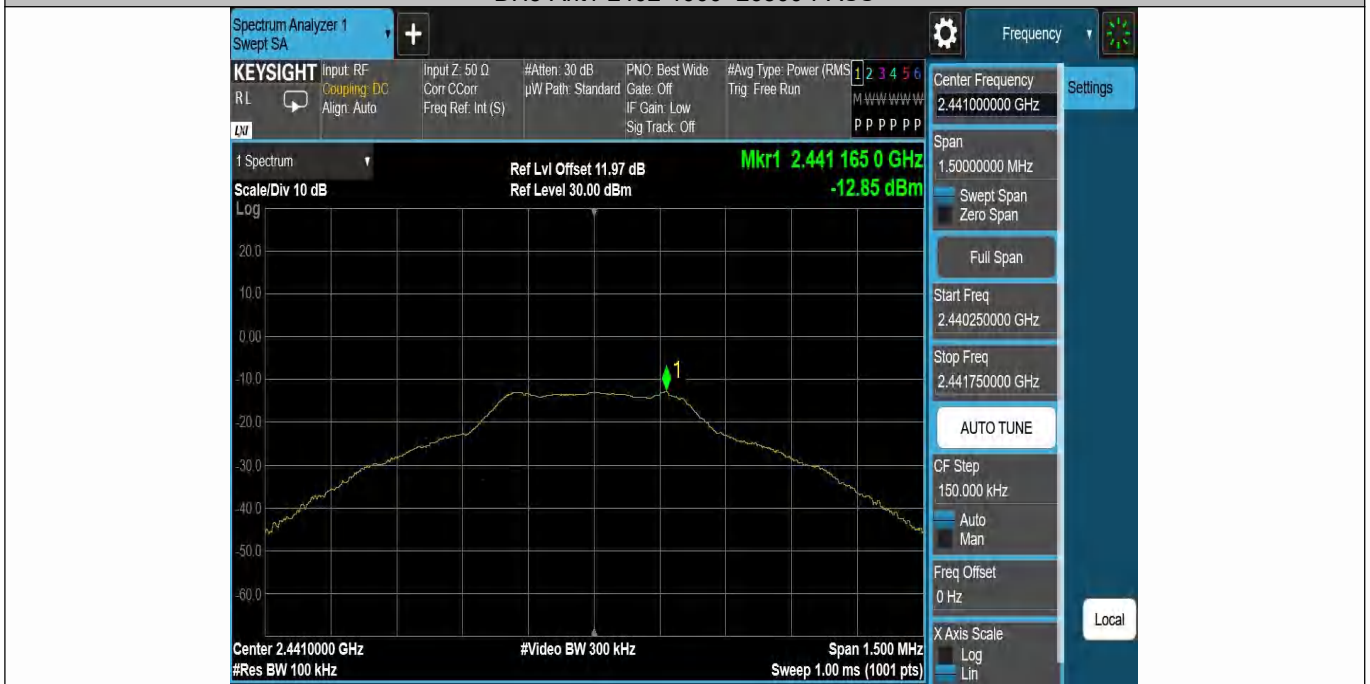 Spectrum Analyzer 1
Swept SA
+
Frequency
KEYSIGHT
RL
LXI
Input: RF
Coupling: DC
Align: Auto
Input Z: 50 Ω
Corr CCorr
Freq Ref: Int (S)
#Atten: 30 dB
µW Path: Standard
PNO: Best Wide
Gate: Off
IF Gain: Low
Sig Track: Off
#Avg Type: Power (RMS
Trig: Free Run
1 2 3 4 5 6
M W W W W W
P P P P P P
Center Frequency
2.441000000 GHz
Settings
1 Spectrum
Ref Lvl Offset 11.97 dB
Mkr1 2.441 165 0 GHz
Scale/Div 10 dB
Ref Level 30.00 dBm
-12.85 dBm
Log
20.0
10.0
0.00
-10.0
-20.0
-30.0
-40.0
-50.0
-60.0
1
Center 2.4410000 GHz
#Video BW 300 kHz
Span 1.500 MHz
#Res BW 100 kHz
Sweep 1.00 ms (1001 pts)
Span
1.50000000 MHz
Swept Span
Zero Span
Full Span
Start Freq
2.440250000 GHz
Stop Freq
2.441750000 GHz
AUTO TUNE
CF Step
150.000 kHz
Auto
Man
Freq Offset
0 Hz
X Axis Scale
Log
Lin
Local